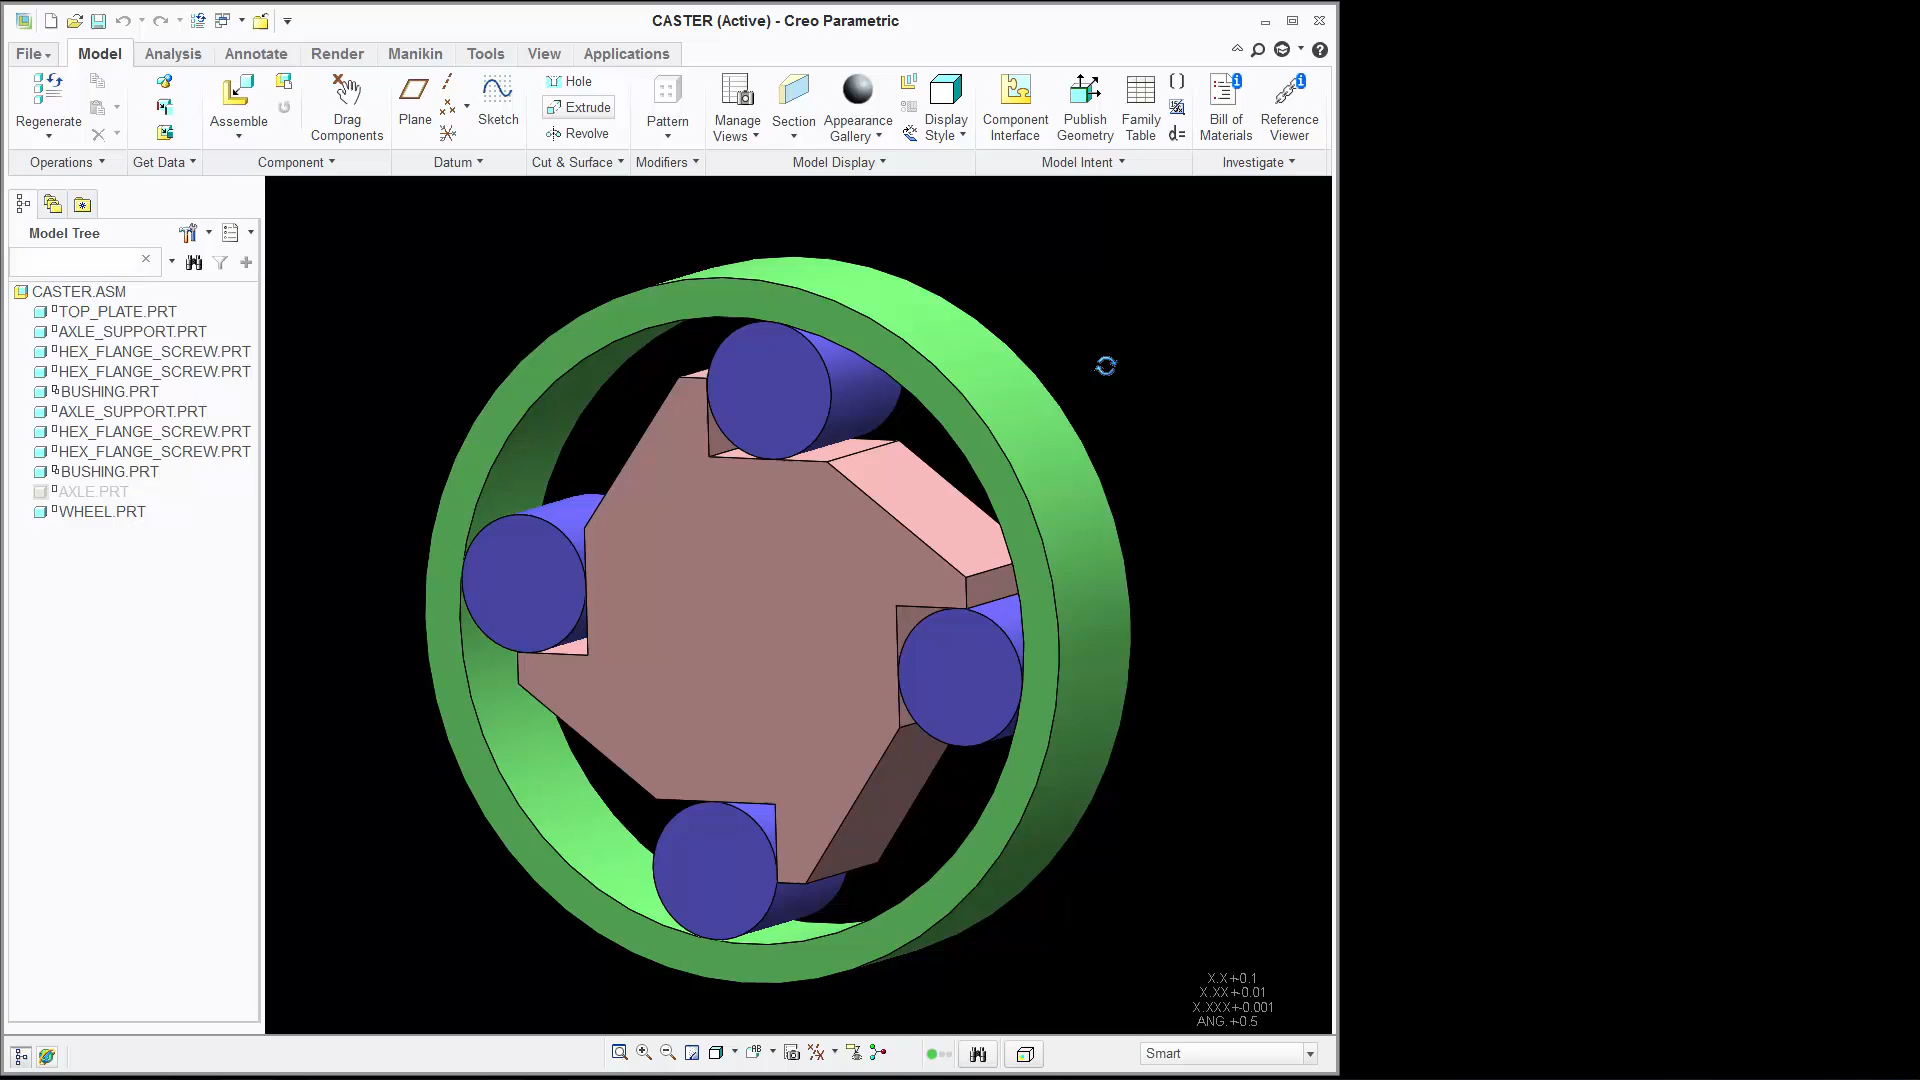 CASTER (Active) - Creo Parametric
File Model Analysis Annotate Render Manikin Tools View Applications
Regenerate
Assemble
Drag Components
Plane
Sketch
Hole
Extrude
Revolve
Pattern
Manage Views
Section
Appearance Gallery
Display Style
Component Interface
Publish Geometry
Family Table
Bill of Materials
Reference Viewer
Operations Get Data Component Datum Cut & Surface Modifiers Model Display Model Intent Investigate
Model Tree
CASTER.ASM
TOP_PLATE.PRT
AXLE_SUPPORT.PRT
HEX_FLANGE_SCREW.PRT
HEX_FLANGE_SCREW.PRT
BUSHING.PRT
AXLE_SUPPORT.PRT
HEX_FLANGE_SCREW.PRT
HEX_FLANGE_SCREW.PRT
BUSHING.PRT
AXLE.PRT
WHEEL.PRT
X.X+-0.1
X.XX+-0.01
X.XXX+-0.001
ANG.+-0.5
Smart